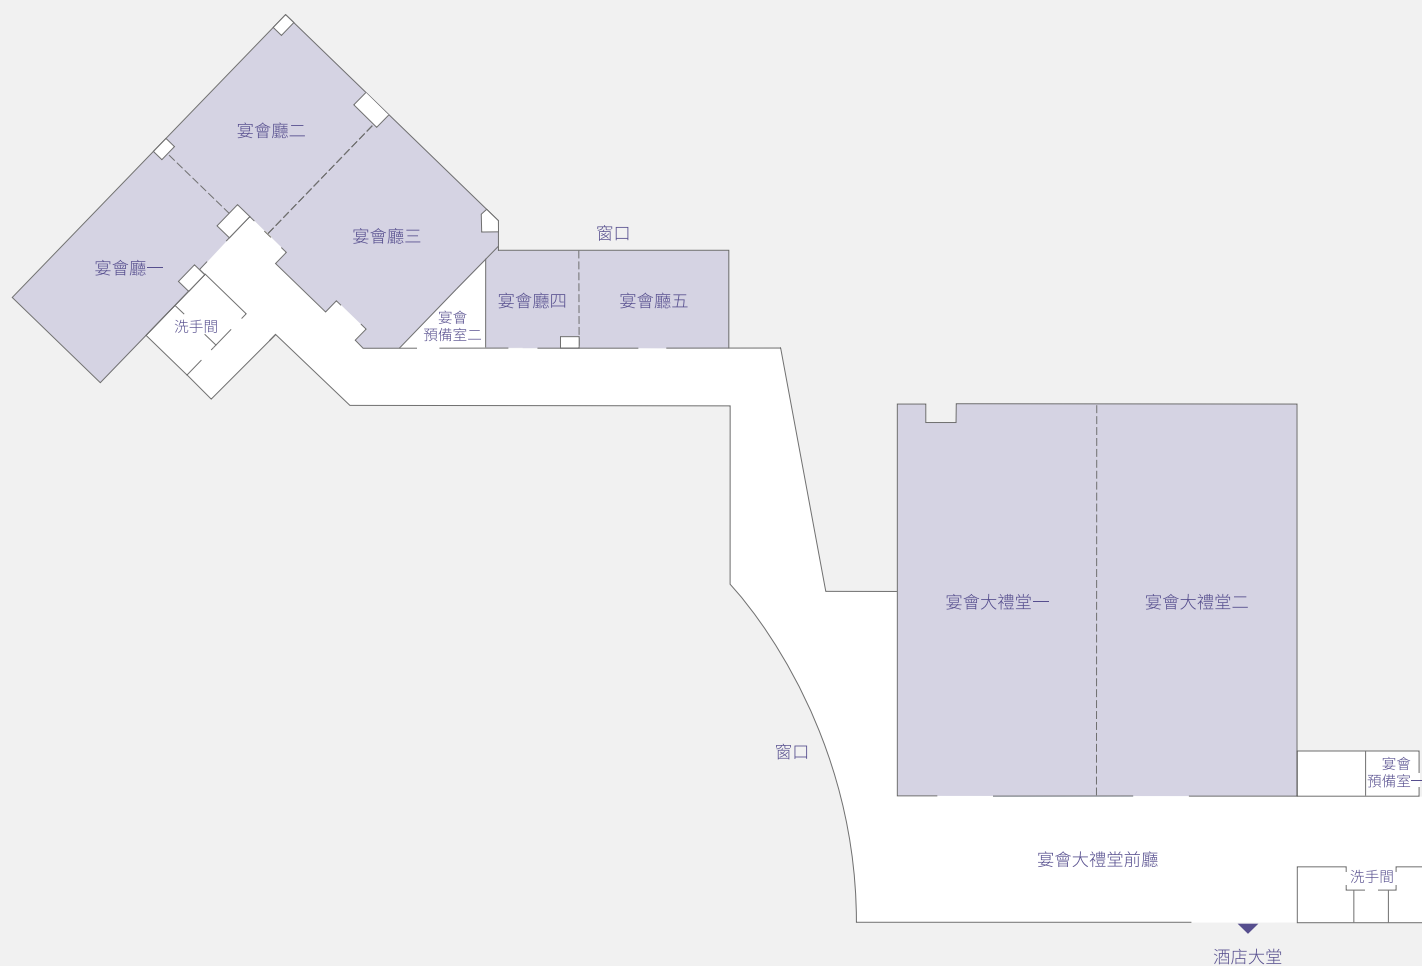 宴會廳二
宴會廳三
窗口
宴會廳一
宴會廳四
宴會廳五
宴會
預備室二
洗手間
宴會大禮堂一
宴會大禮堂二
窗口
宴會
預備室一
宴會大禮堂前廳
洗手間
酒店大堂